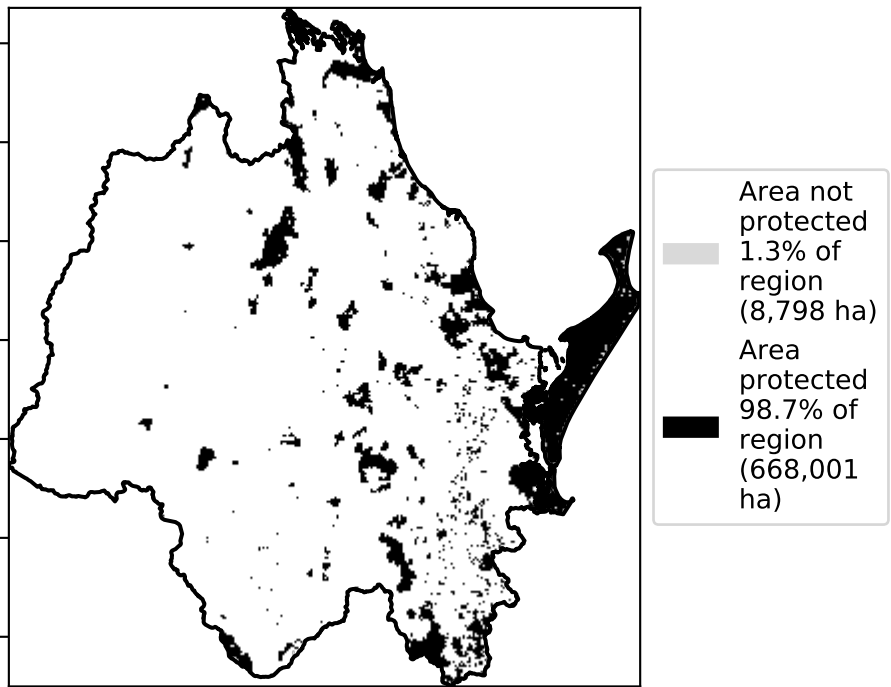 Area not
protected
1.3% of
region
(8,798 ha)
Area
protected
98.7% of
region
(668,001
ha)